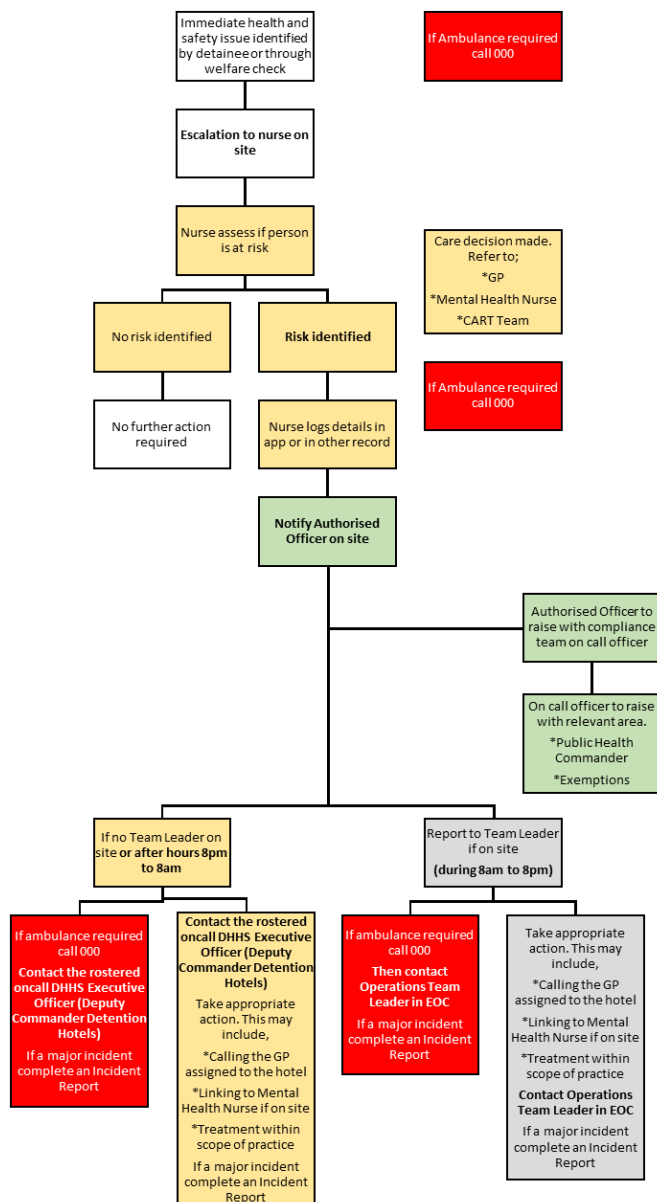 Immediate health and
safety issue identified
by detainee or through
welfare check
If Ambulance required
call 000
Escalation to nurse on
site
Nurse assess if person
is at risk
Care decision made.
Refer to;
*GP
*Mental Health Nurse
*CART Team
No risk identified
Risk identified
If Ambulance required
call 000
No further action
required
Nurse logs details in
app or in other record
Notify Authorised
Officer on site
Authorised Officer to
raise with compliance
team on call officer
On call officer to raise
with relevant area.
*Public Health
Commander
*Exemptions
If no Team Leader on
site or after hours 8pm
to 8am
Report to Team Leader
if on site
(during 8am to 8pm)
If ambulance required
call 000
Contact the rostered
oncall DHHS Executive
Officer (Deputy
Commander Detention
Hotels)
If a major incident
complete an Incident
Report
Contact the rostered
oncall DHHS Executive
Officer (Deputy
Commander Detention
Hotels)
Take appropriate
action. This may
include,
*Calling the GP
assigned to the hotel
*Linking to Mental
Health Nurse if on site
*Treatment within
scope of practice
If a major incident
complete an Incident
Report
If ambulance required
call 000
Then contact
Operations Team
Leader in EOC
If a major incident
complete an Incident
Report
Take appropriate
action. This may
include,
*Calling the GP
assigned to the hotel
*Linking to Mental
Health Nurse if on site
*Treatment within
scope of practice
Contact Operations
Team Leader in EOC
If a major incident
complete an Incident
Report